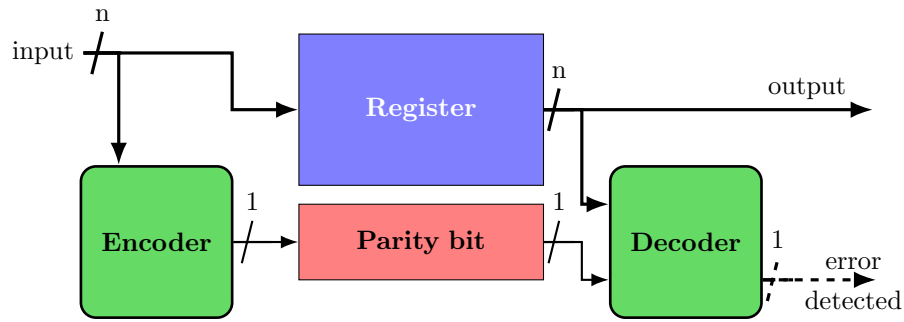 n
input
n
output
Register
1
1
Encoder
Parity bit
Decoder
1
error
detected